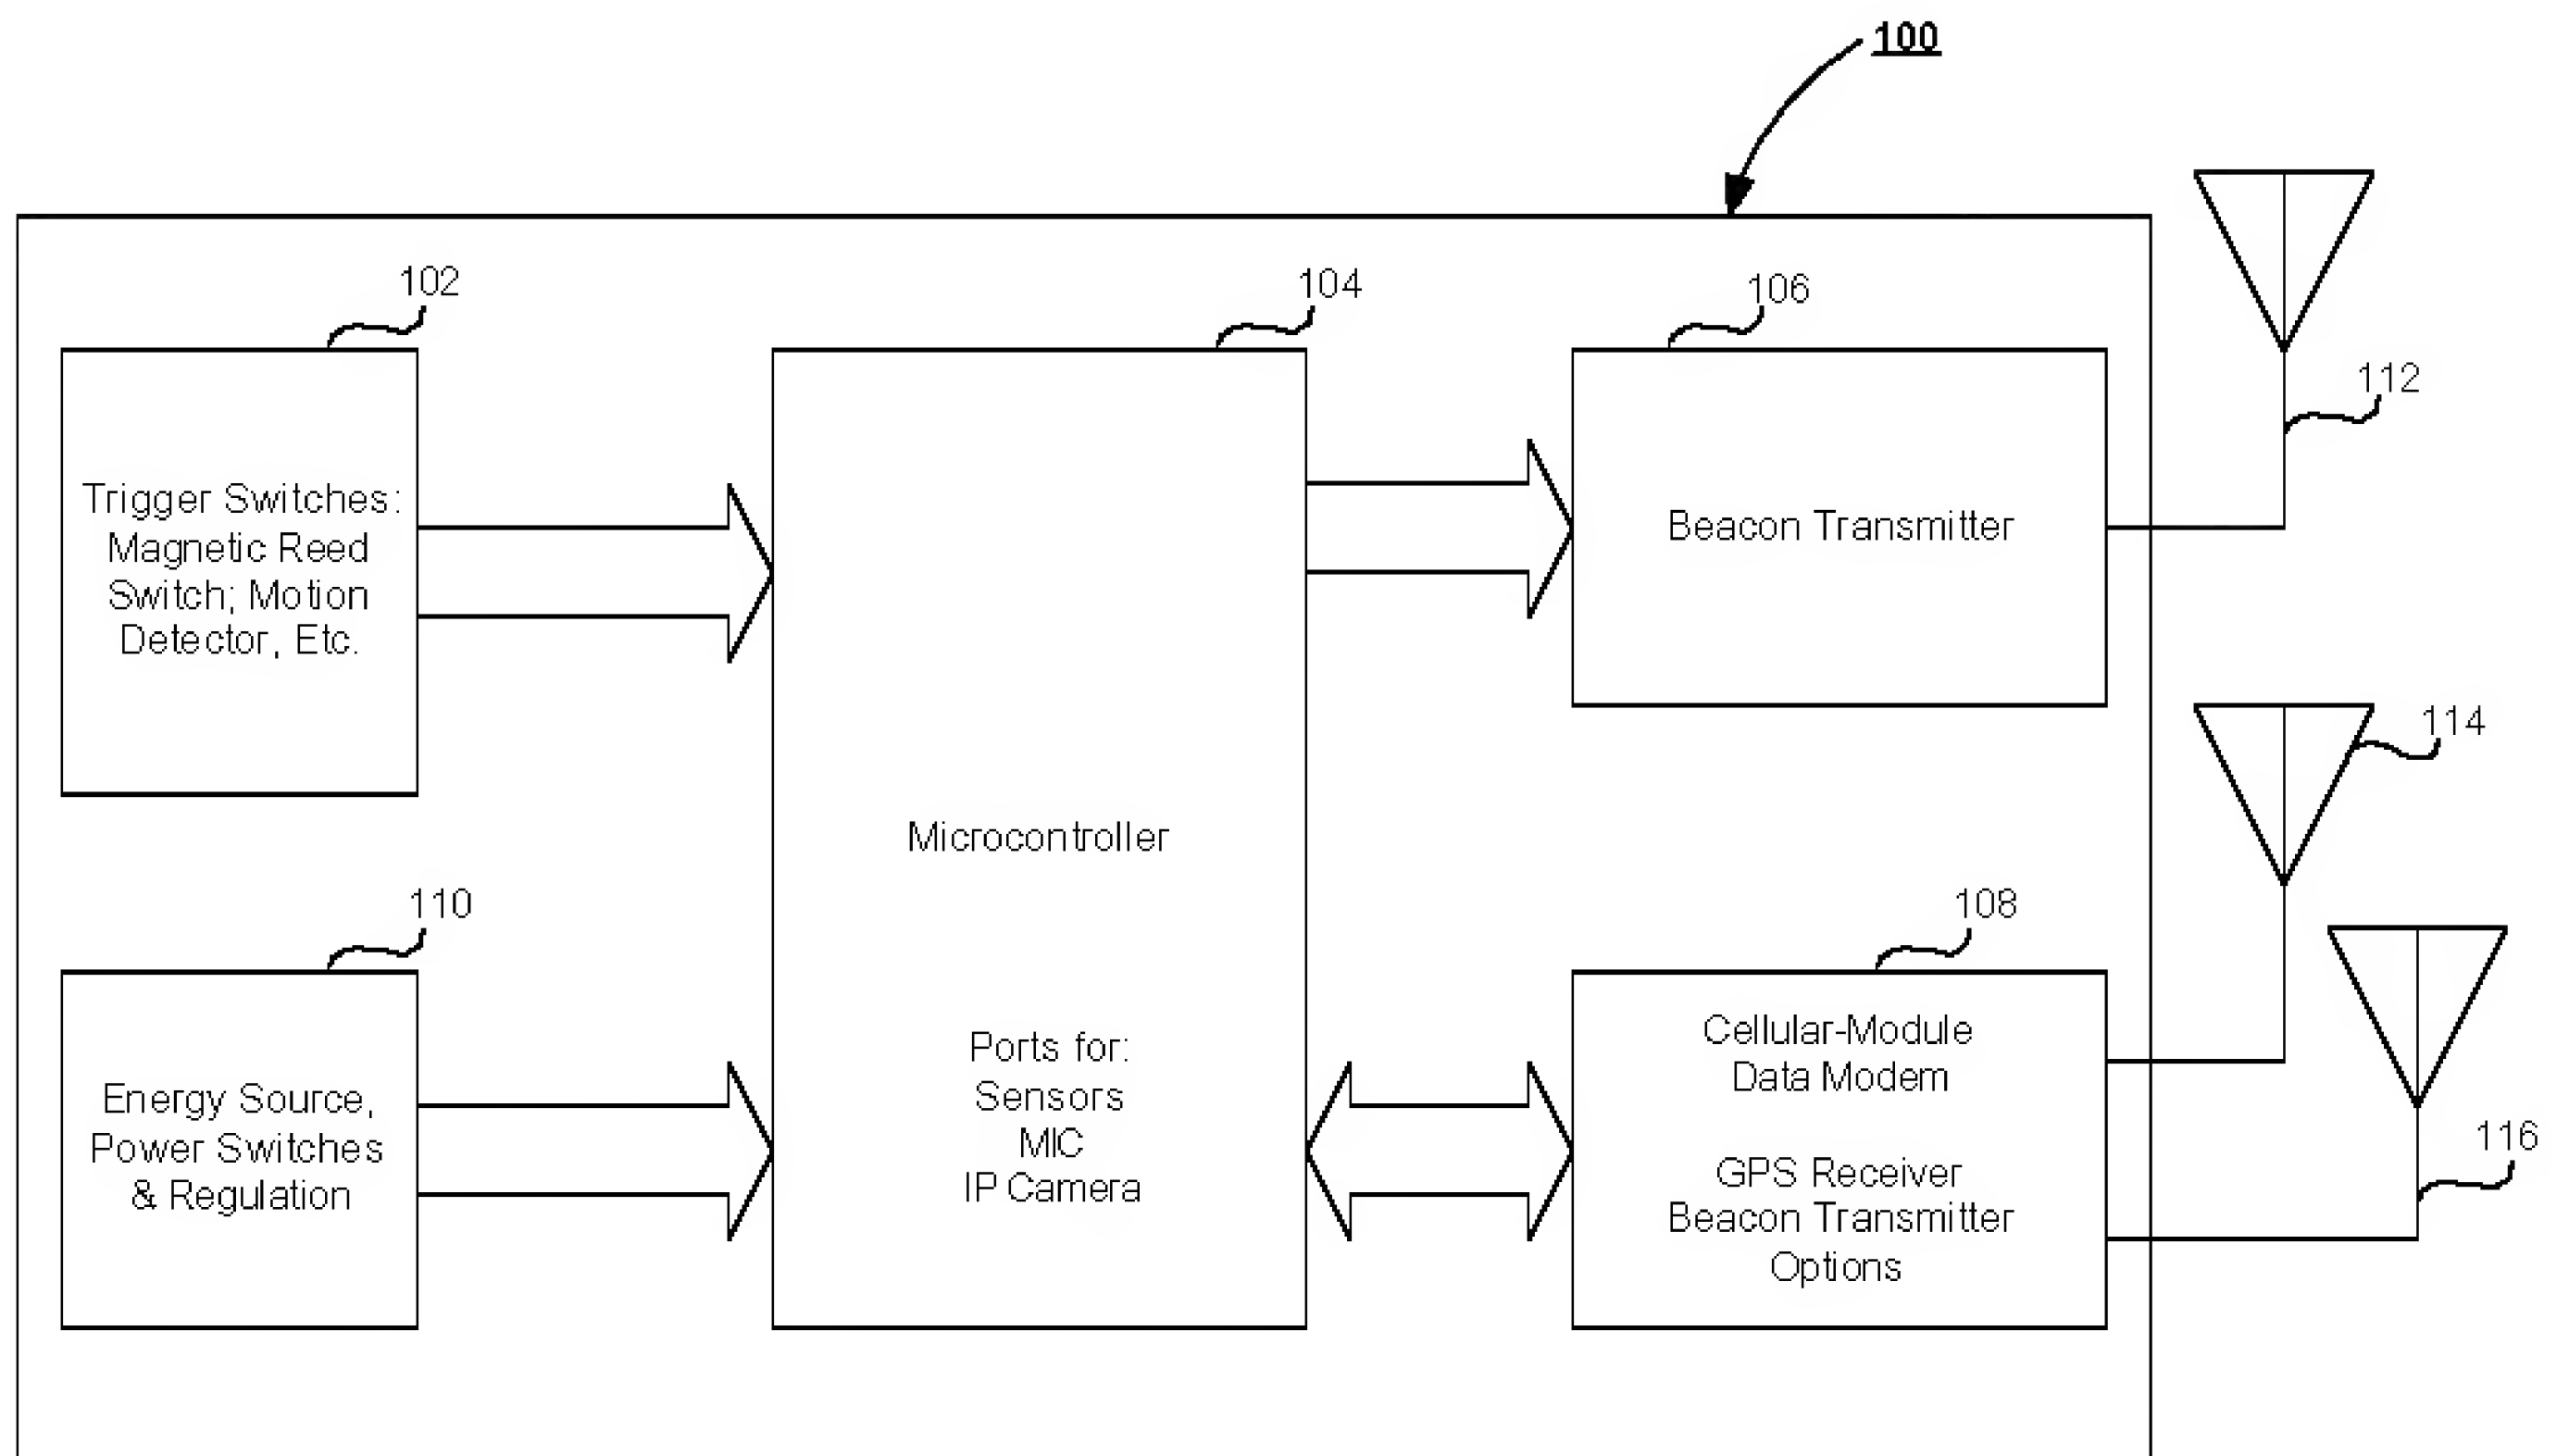 100
102
104
106
112
Trigger Switches:
Magnetic Reed
Switch; Motion
Detector, Etc.
Beacon Transmitter
114
Microcontroller
110
108
Ports for:
Sensors
MIC
IP Camera
Energy Source,
Power Switches
& Regulation
Cellular-Module
Data Modem
GPS Receiver
Beacon Transmitter
Options
116